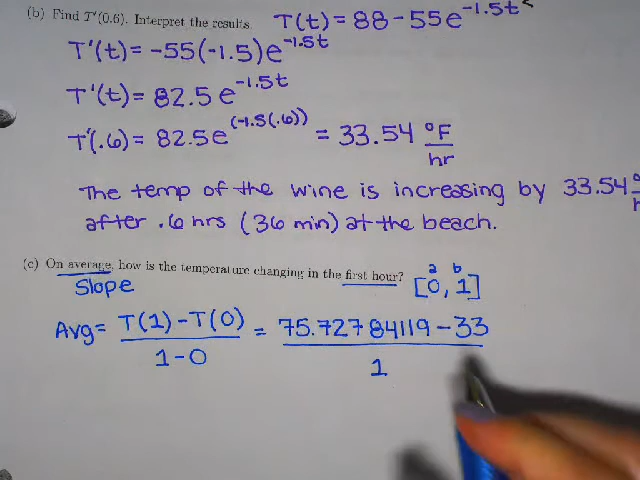 (b) Find T'(0.6). Interpret the results. T(t) = 88 - 55e^-1.5t
T'(t) = -55(-1.5)e^-1.5t
T'(t) = 82.5e^-1.5t
T'(.6) = 82.5e^(-1.5(.6)) = 33.54 °F/hr
The temp of the wine is increasing by 33.54 °
after .6 hrs (36 min) at the beach.
(c) On average, how is the temperature changing in the first hour? a b [0, 1]
Slope
Avg = T(1) - T(0) / 1 - 0 = 75.72784119 - 33 / 1